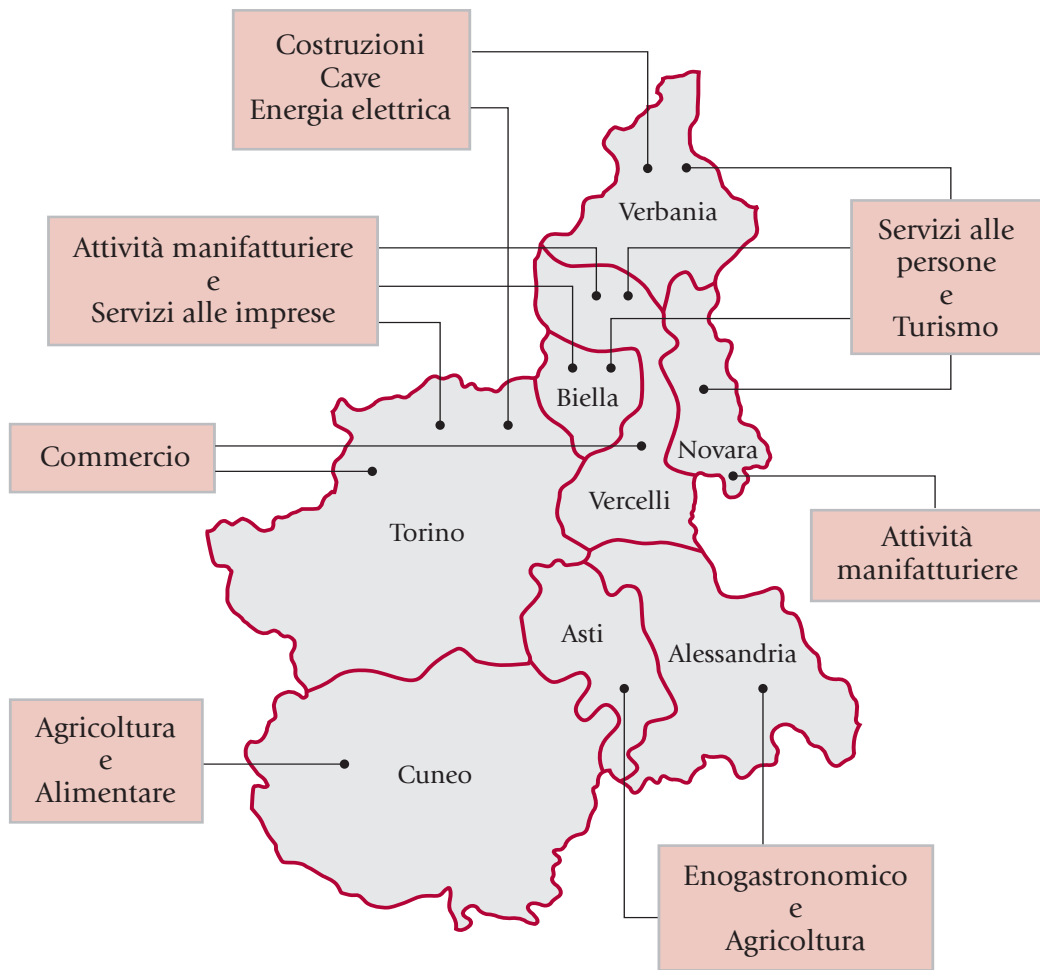 Costruzioni
Cave
Energia elettrica
Verbania
Attività manifatturiere
e
Servizi alle imprese
Servizi alle
persone
e
Turismo
Biella
Commercio
Novara
Vercelli
Torino
Attività
manifatturiere
Asti
Alessandria
Agricoltura
e
Alimentare
Cuneo
Enogastronomico
e
Agricoltura